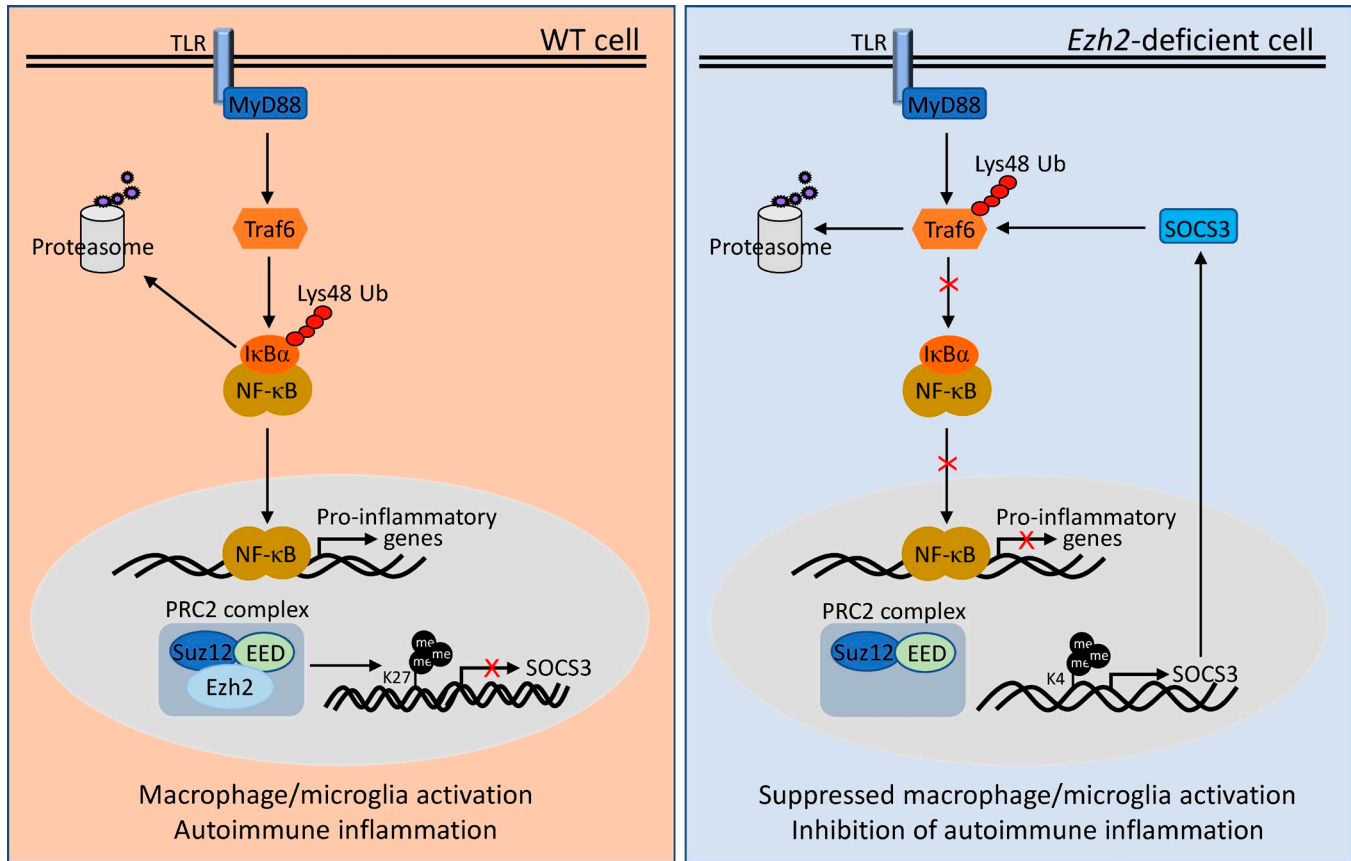 WT cell
TLR
MyD88
Traf6
Proteasome
Lys48 Ub
IκBα
NF-κB
NF-κB
Pro-inflammatory
genes
PRC2 complex
Suz12
EED
Ezh2
K27
me
me
me
X
SOCS3
Macrophage/microglia activation
Autoimmune inflammation
Ezh2-deficient cell
TLR
MyD88
Lys48 Ub
Traf6
Proteasome
SOCS3
X
IκBα
NF-κB
X
NF-κB
Pro-inflammatory
X
genes
PRC2 complex
Suz12
EED
K4
me
me
me
SOCS3
Suppressed macrophage/microglia activation
Inhibition of autoimmune inflammation